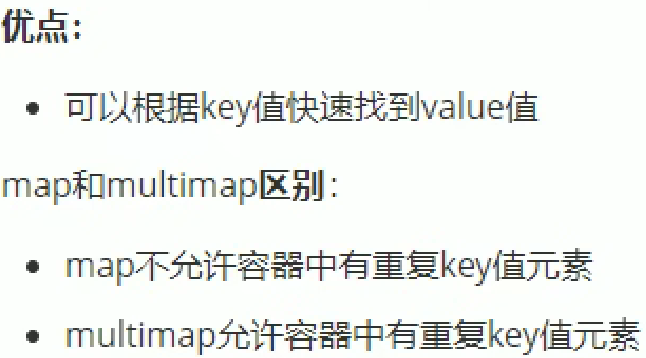 优点：
可以根据key值快速找到value值
map和multimap区别：
map不允许容器中有重复key值元素
multimap允许容器中有重复key值元素